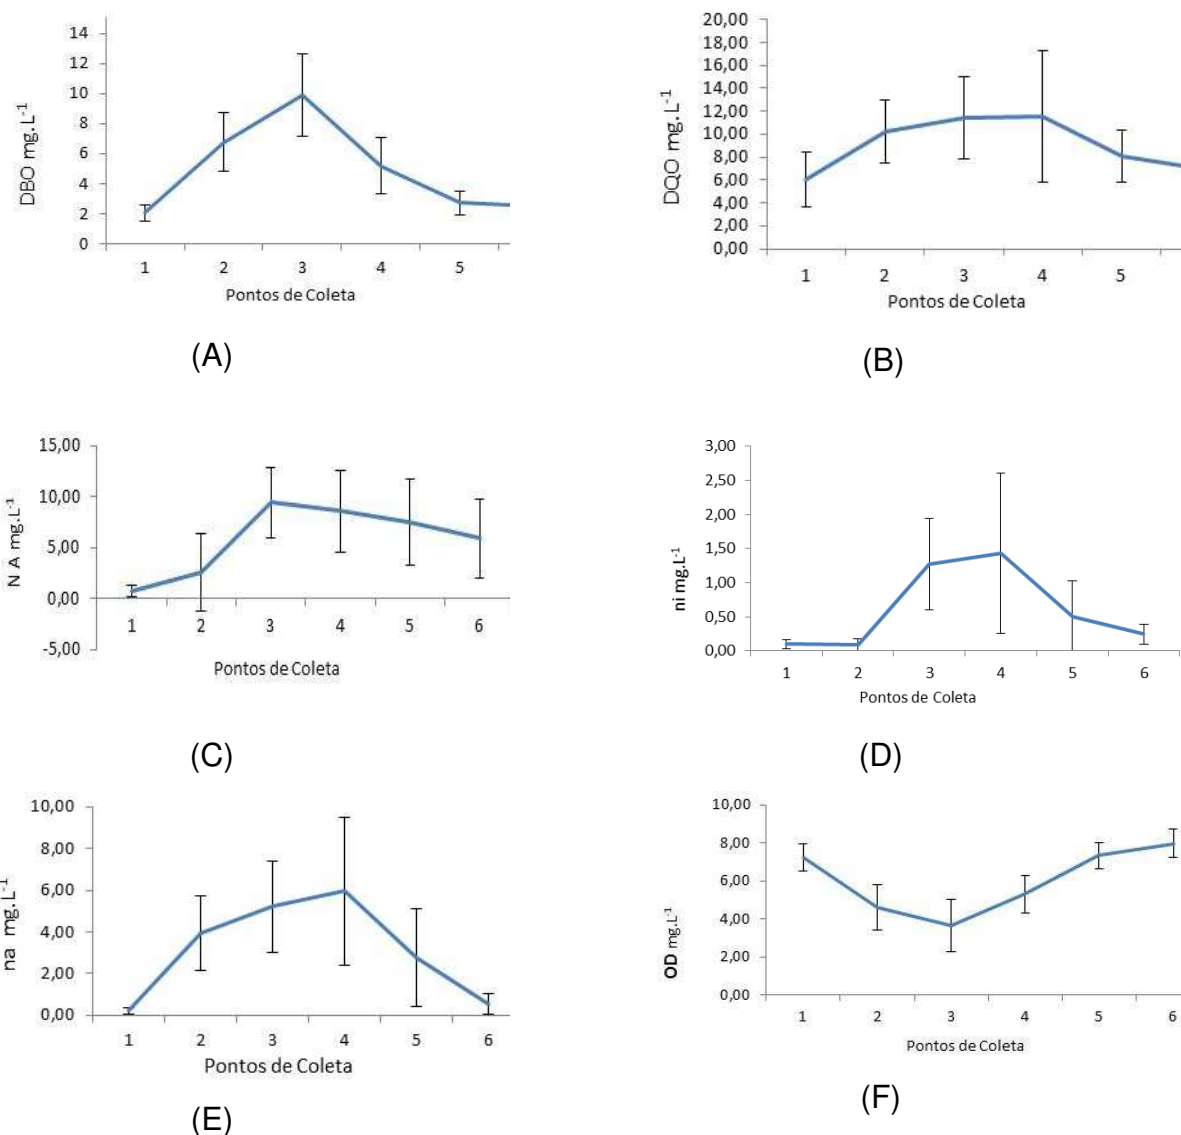 14
12
10
8
6
4
2
0
DBO mg.L-1
1 2 3 4 5
Pontos de Coleta
(A)
20,00
18,00
16,00
14,00
12,00
10,00
8,00
6,00
4,00
2,00
0,00
DQO mg.L-1
1 2 3 4 5
Pontos de Coleta
(B)
15,00
10,00
5,00
0,00
-5,00
N A mg.L-1
1 2 3 4 5 6
Pontos de Coleta
(C)
3,00
2,50
2,00
1,50
1,00
0,50
0,00
ni mg.L-1
1 2 3 4 5 6
Pontos de Coleta
(D)
10,00
8,00
6,00
4,00
2,00
0,00
na mg.L-1
1 2 3 4 5 6
Pontos de Coleta
(E)
10,00
8,00
6,00
4,00
2,00
0,00
OD mg.L-1
1 2 3 4 5 6
Pontos de Coleta
(F)